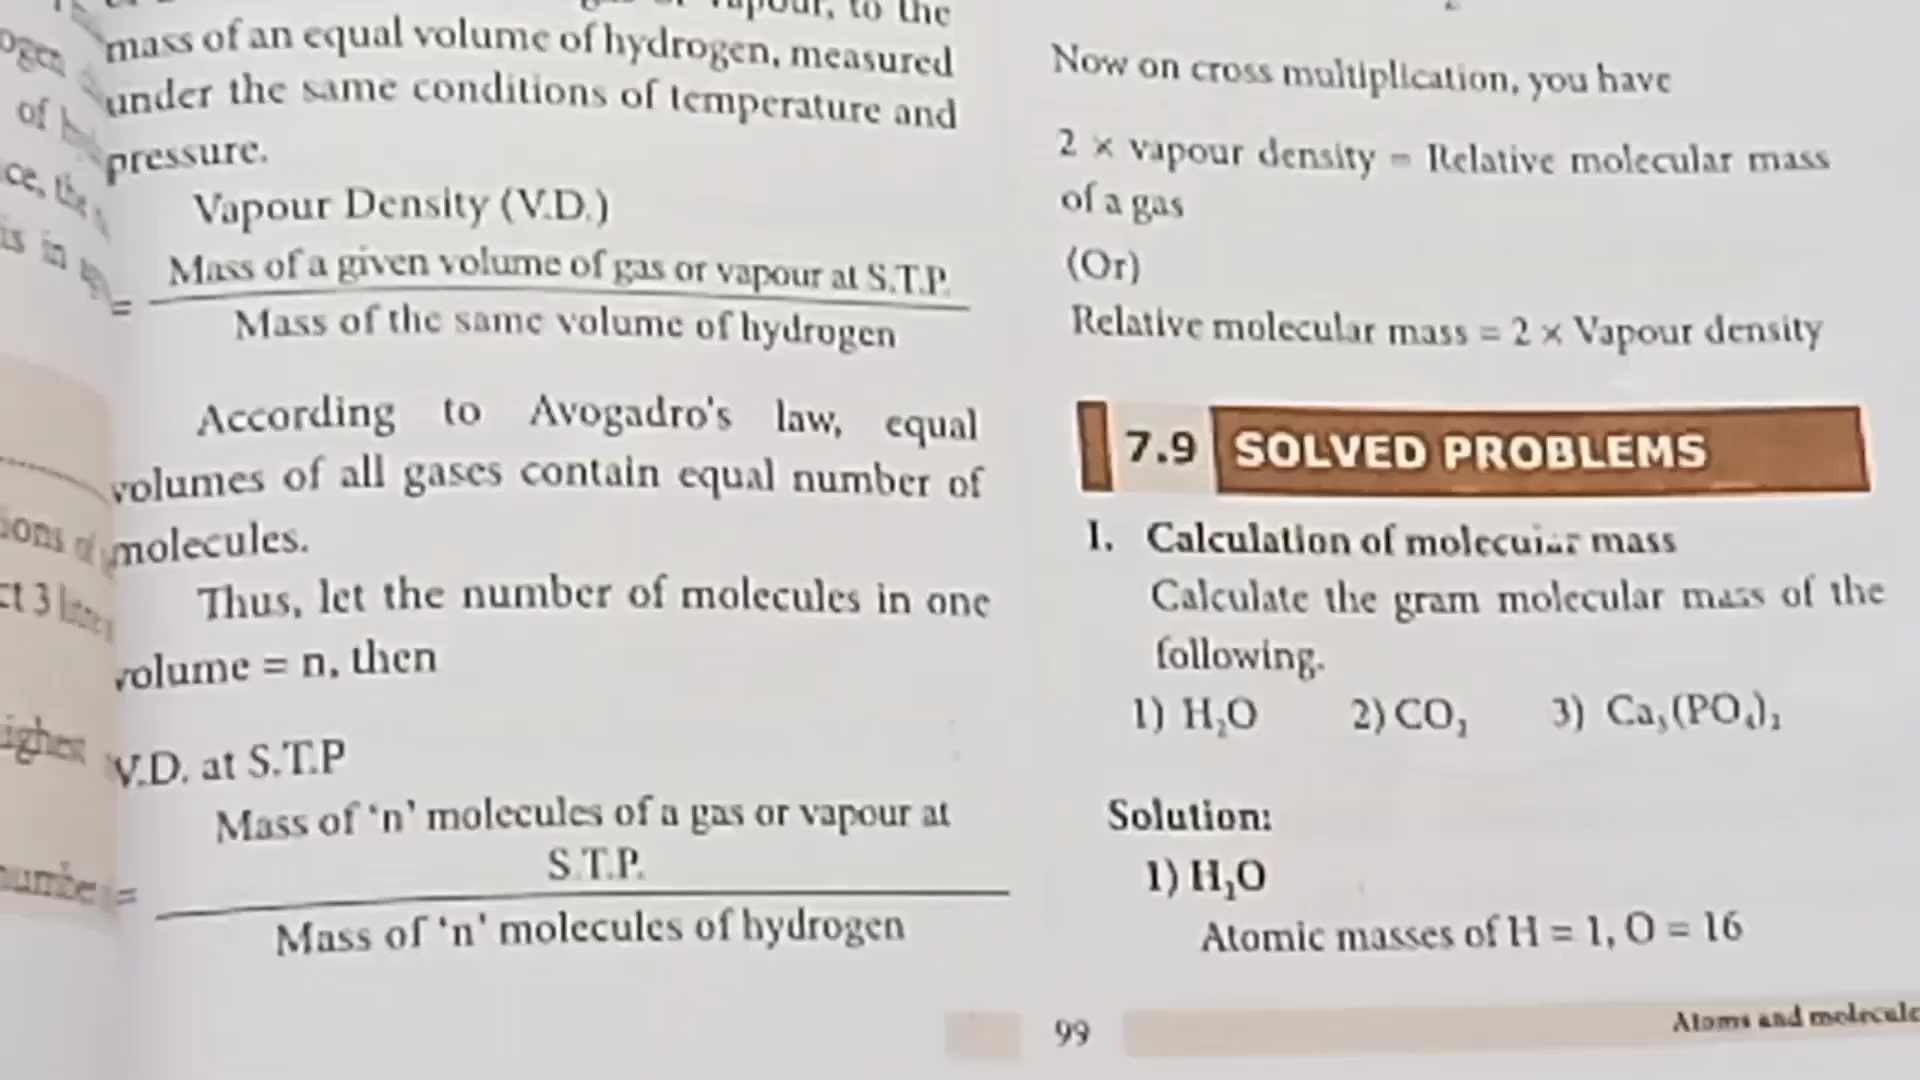 to the
mass of an equal volume of hydrogen, measured
under the same conditions of temperature and
pressure.
Vapour Density (V.D.)
Mass of a given volume of gas or vapour at S.T.P.
=
Mass of the same volume of hydrogen
According to Avogadro's law, equal
volumes of all gases contain equal number of
molecules.
Thus, let the number of molecules in one
volume = n, then
V.D. at S.T.P
Mass of 'n' molecules of a gas or vapour at
S.T.P.
=
Mass of 'n' molecules of hydrogen
Now on cross multiplication, you have
2 × vapour density = Relative molecular mass
of a gas
(Or)
Relative molecular mass = 2 × Vapour density
7.9 SOLVED PROBLEMS
I. Calculation of molecular mass
Calculate the gram molecular mass of the
following.
1) H₂O 2) CO₂ 3) Ca₃(PO₄)₂
Solution:
1) H₂O
Atomic masses of H = 1, O = 16
99
Atoms and molecule